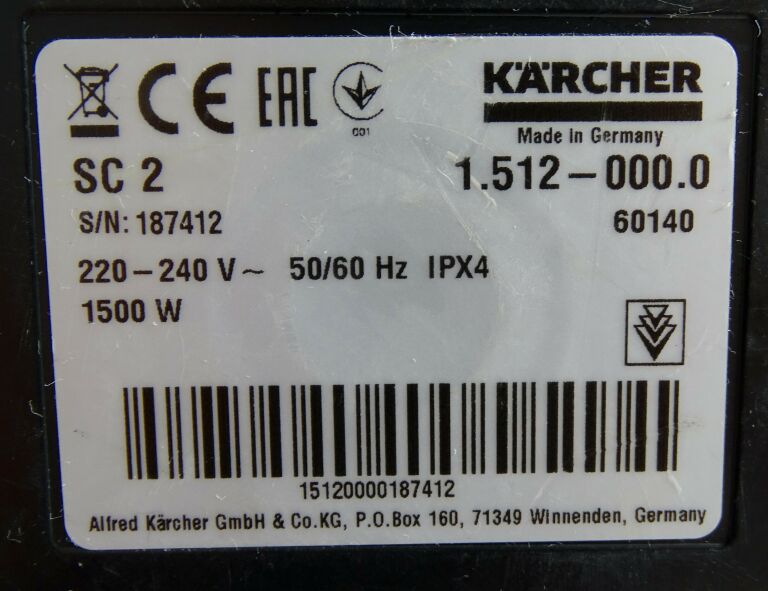 CE EAC
001
KÄRCHER
Made in Germany
SC 2
1.512-000.0
S/N: 187412
60140
220-240 V~ 50/60 Hz IPX4
1500 W
15120000187412
Alfred Kärcher GmbH & Co.KG, P.O.Box 160, 71349 Winnenden, Germany